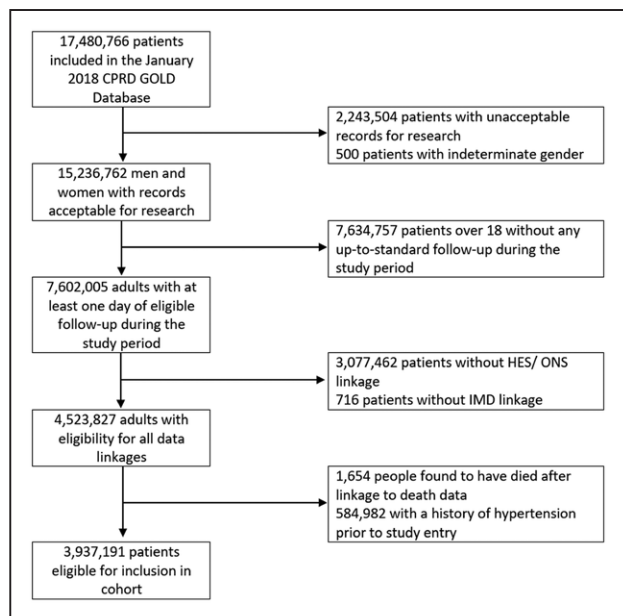 17,480,766 patients
included in the January
2018 CPRD GOLD
Database
2,243,504 patients with unacceptable
records for research
500 patients with indeterminate gender
15,236,762 men and
women with records
acceptable for research
7,634,757 patients over 18 without any
up-to-standard follow-up during the
study period
7,602,005 adults with at
least one day of eligible
follow-up during the
study period
3,077,462 patients without HES/ ONS
linkage
716 patients without IMD linkage
4,523,827 adults with
eligibility for all data
linkages
1,654 people found to have died after
linkage to death data
584,982 with a history of hypertension
prior to study entry
3,937,191 patients
eligible for inclusion in
cohort